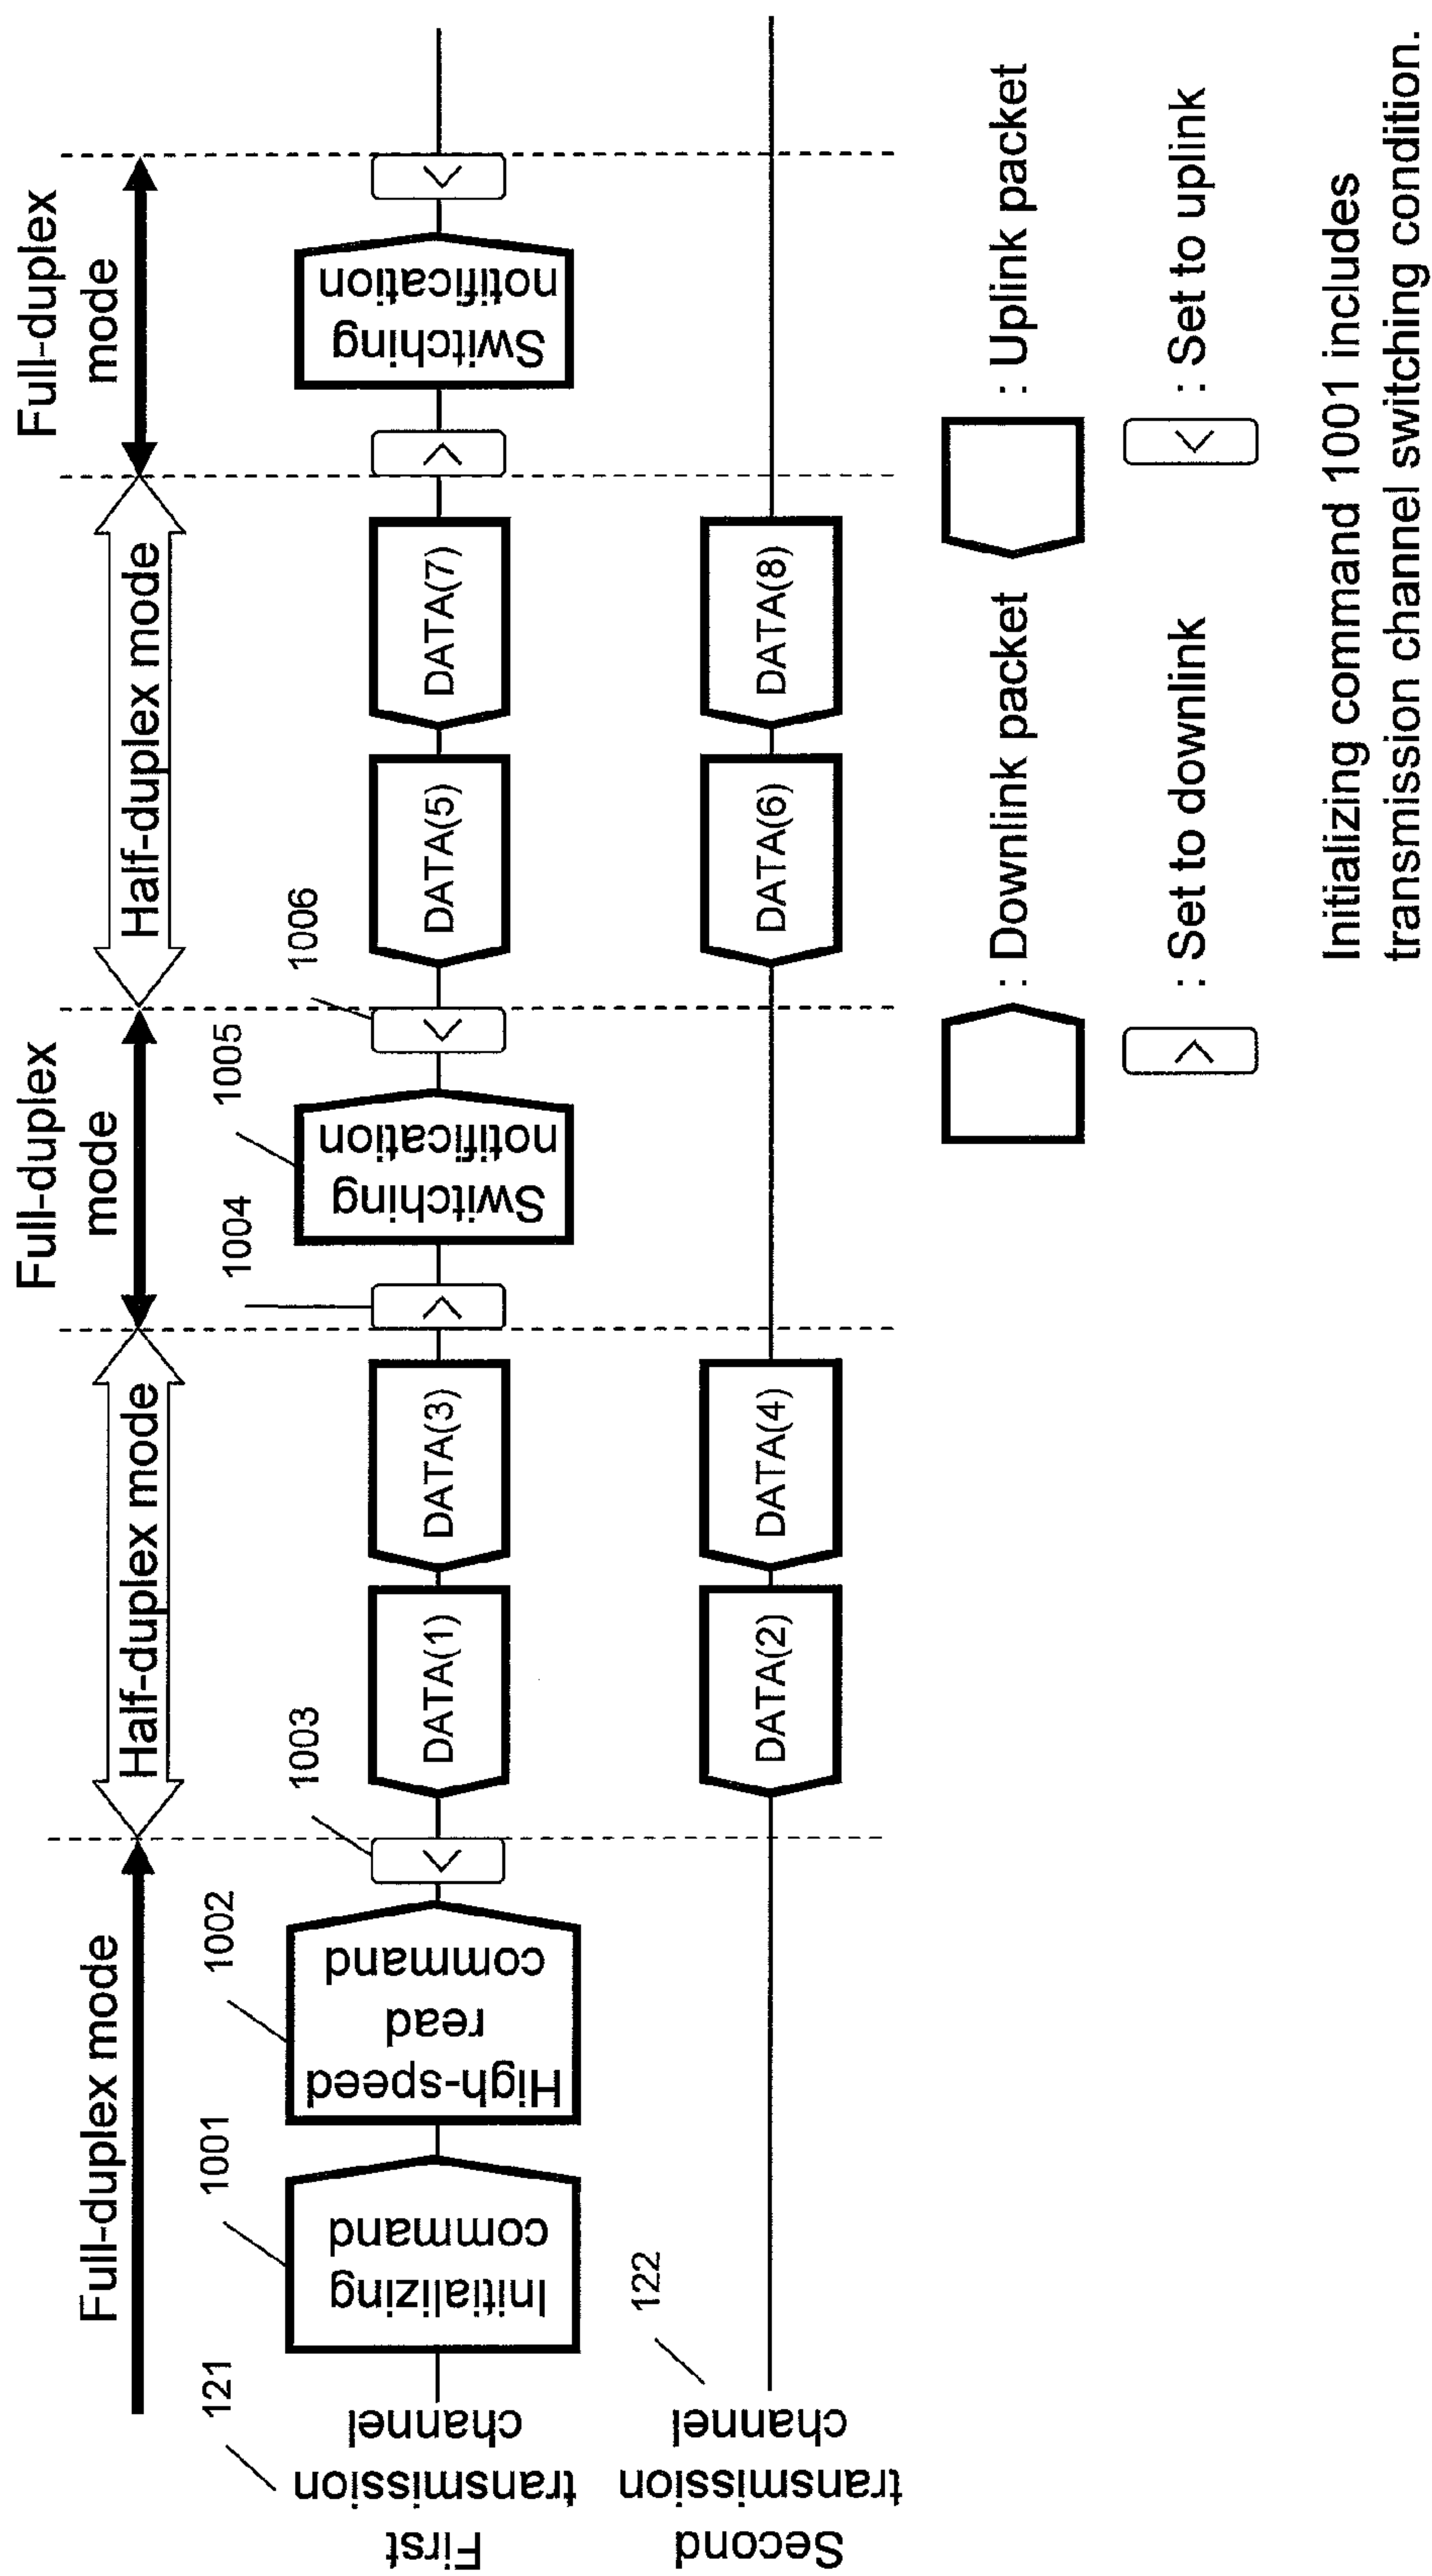 Full-duplex mode
Half-duplex mode
Full-duplex
mode
Half-duplex mode
Full-duplex
mode
121
1001
1002
1003
1004
1005
1006
First
transmission
channel
Initializing
command
High-speed
read
command
DATA(1)
DATA(3)
Switching
notification
DATA(5)
DATA(7)
Switching
notification
122
Second
transmission
channel
DATA(2)
DATA(4)
DATA(6)
DATA(8)
: Downlink packet
: Uplink packet
: Set to downlink
: Set to uplink
Initializing command 1001 includes
transmission channel switching condition.